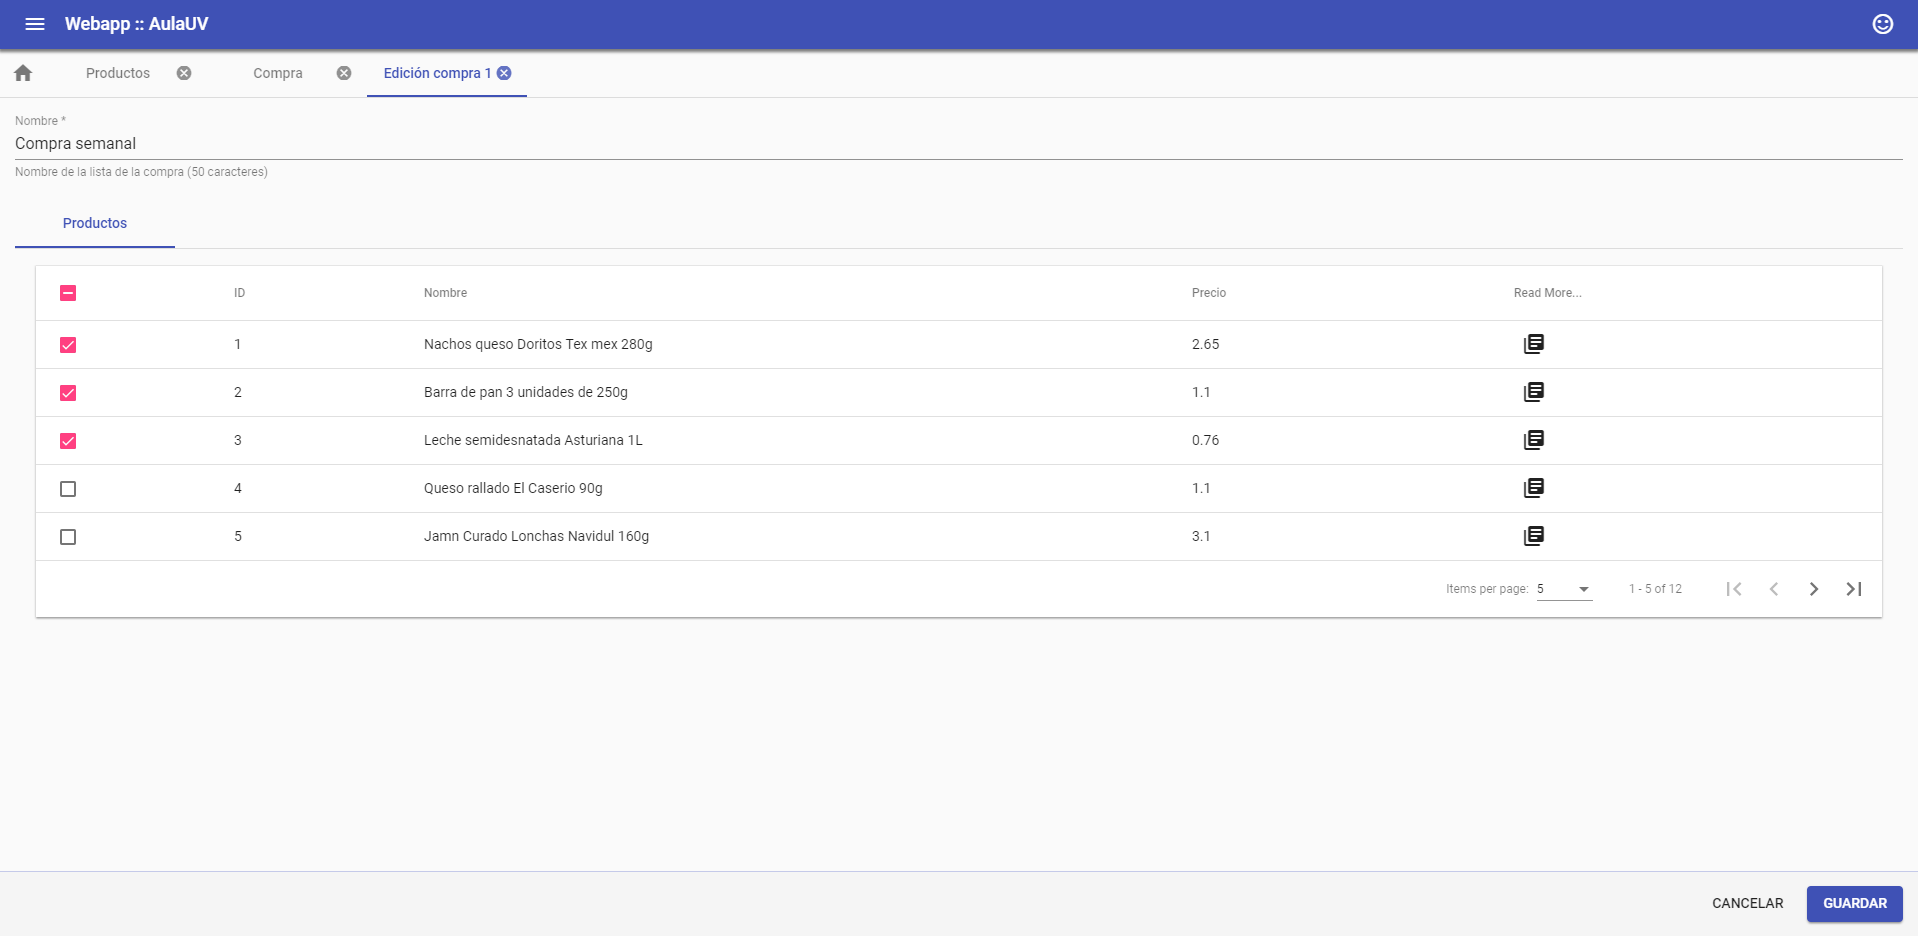 Webapp :: AulaUV
Productos Compra Edición compra 1
Nombre *
Compra semanal
Nombre de la lista de la compra (50 caracteres)
Productos
ID Nombre Precio Read More...
1 Nachos queso Doritos Tex mex 280g 2.65
2 Barra de pan 3 unidades de 250g 1.1
3 Leche semidesnatada Asturiana 1L 0.76
4 Queso rallado El Caserio 90g 1.1
5 Jamn Curado Lonchas Navidul 160g 3.1
Items per page: 5 1 - 5 of 12
CANCELAR GUARDAR